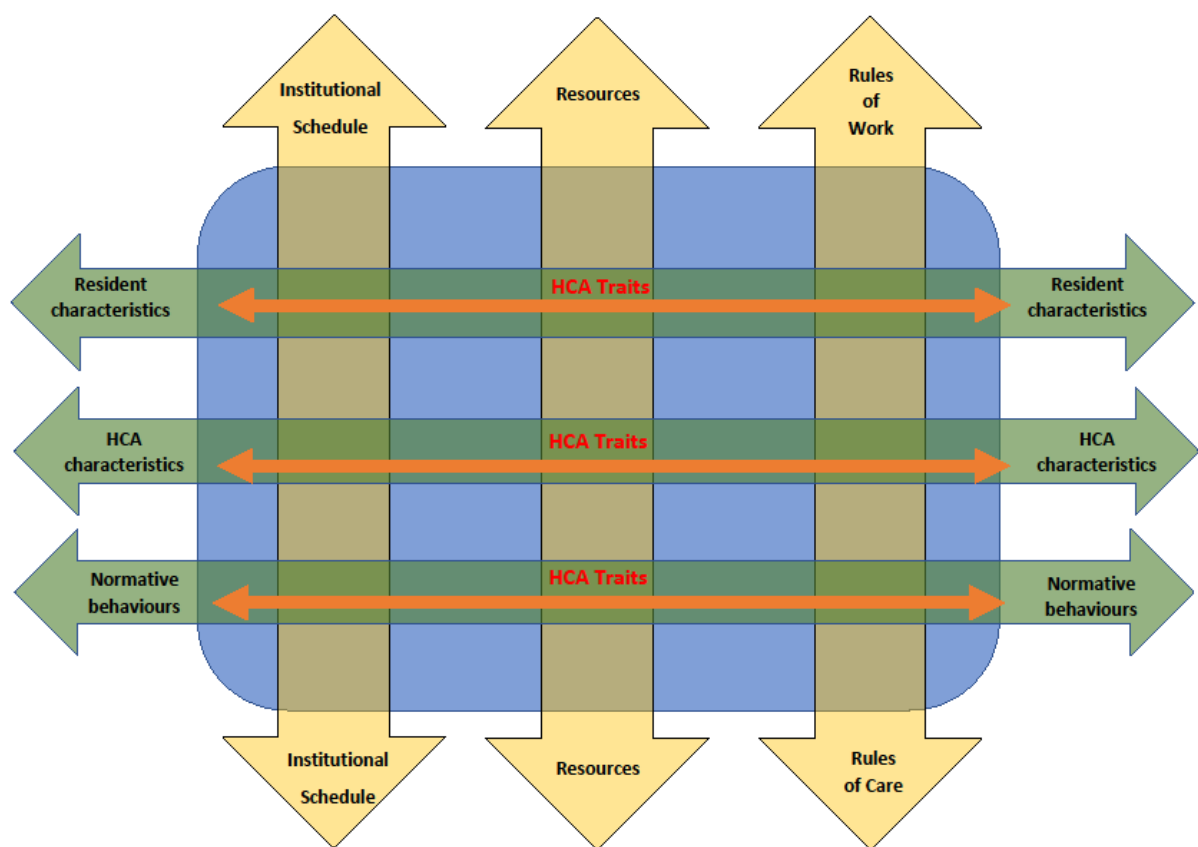 Institutional
Schedule
Resources
Rules
of
Work
Resident
characteristics
HCA Traits
Resident
characteristics
HCA
characteristics
HCA Traits
HCA
characteristics
Normative
behaviours
HCA Traits
Normative
behaviours
Institutional
Schedule
Resources
Rules
of Care